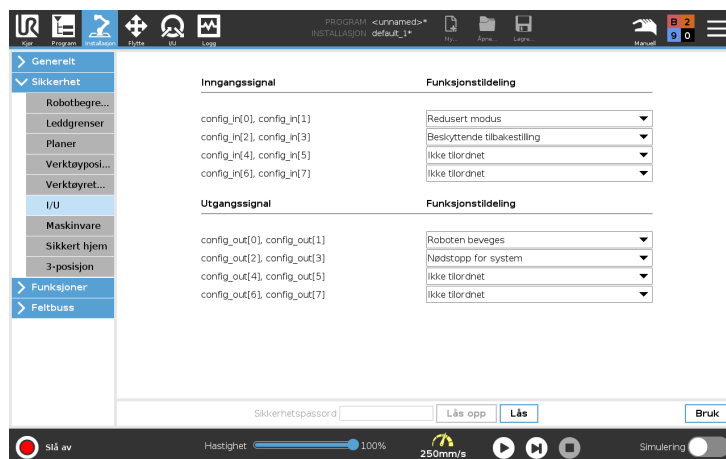 PROGRAM <unnamed>*
INSTALLASJON default_1*
UR
Kjør Program Installasjon Flytte I/U Logg Ny... Åpne... Lagre... Manuell
B 2
9 0
Generelt
Sikkerhet
Robotbegre...
Leddgrenser
Planer
Verktøyposi...
Verktøyret...
I/U
Maskinvare
Sikkert hjem
3-posisjon
Funksjoner
Feltbuss
Inngangssignal Funksjonstildeling
config_in[0], config_in[1] Redusert modus
config_in[2], config_in[3] Beskyttende tilbakestilling
config_in[4], config_in[5] Ikke tilordnet
config_in[6], config_in[7] Ikke tilordnet
Utgangssignal Funksjonstildeling
config_out[0], config_out[1] Roboten beveges
config_out[2], config_out[3] Nødstopp for system
config_out[4], config_out[5] Ikke tilordnet
config_out[6], config_out[7] Ikke tilordnet
Sikkerhetspassord Lås opp Lås Bruk
Slå av Hastighet 100% 250mm/s Simulering